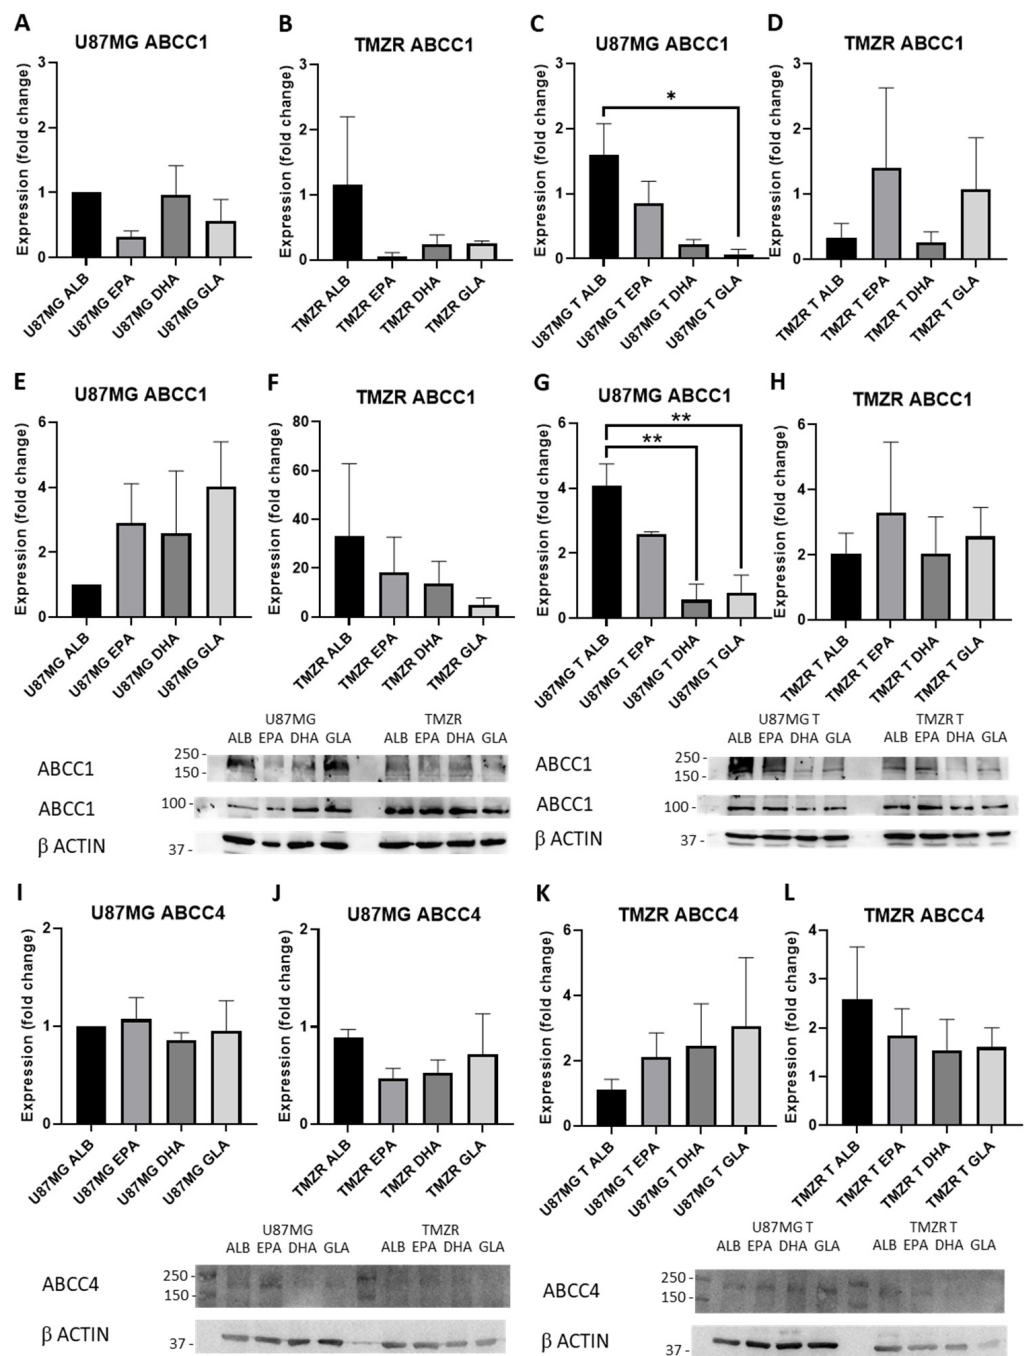 A
U87MG ABCC1
Expression (fold change)
3
2
1
0
U87MG ALB
U87MG EPA
U87MG DHA
U87MG GLA
B
TMZR ABCC1
Expression (fold change)
3
2
1
0
TMZR ALB
TMZR EPA
TMZR DHA
TMZR GLA
C
U87MG ABCC1
Expression (fold change)
3
2
1
0
*
U87MG T ALB
U87MG T EPA
U87MG T DHA
U87MG T GLA
D
TMZR ABCC1
Expression (fold change)
3
2
1
0
TMZR T ALB
TMZR T EPA
TMZR T DHA
TMZR T GLA
E
U87MG ABCC1
Expression (fold change)
6
4
2
0
U87MG ALB
U87MG EPA
U87MG DHA
U87MG GLA
F
TMZR ABCC1
Expression (fold change)
80
60
40
20
0
TMZR ALB
TMZR EPA
TMZR DHA
TMZR GLA
G
U87MG ABCC1
Expression (fold change)
6
4
2
0
**
**
U87MG T ALB
U87MG T EPA
U87MG T DHA
U87MG T GLA
H
TMZR ABCC1
Expression (fold change)
6
4
2
0
TMZR T ALB
TMZR T EPA
TMZR T DHA
TMZR T GLA
U87MG TMZR
ALB EPA DHA GLA ALB EPA DHA GLA
ABCC1 250 -
150 -
ABCC1 100 -
β ACTIN 37 -
U87MG T TMZR T
ALB EPA DHA GLA ALB EPA DHA GLA
ABCC1 250 -
150 -
ABCC1 100 -
β ACTIN 37 -
I
U87MG ABCC4
Expression (fold change)
2
1
0
U87MG ALB
U87MG EPA
U87MG DHA
U87MG GLA
J
U87MG ABCC4
Expression (fold change)
2
1
0
TMZR ALB
TMZR EPA
TMZR DHA
TMZR GLA
K
TMZR ABCC4
Expression (fold change)
6
4
2
0
U87MG T ALB
U87MG T EPA
U87MG T DHA
U87MG T GLA
L
TMZR ABCC4
Expression (fold change)
4
3
2
1
0
TMZR T ALB
TMZR T EPA
TMZR T DHA
TMZR T GLA
U87MG TMZR
ALB EPA DHA GLA ALB EPA DHA GLA
ABCC4 250 -
150 -
β ACTIN 37 -
U87MG T TMZR T
ALB EPA DHA GLA ALB EPA DHA GLA
ABCC4 250 -
150 -
β ACTIN 37 -